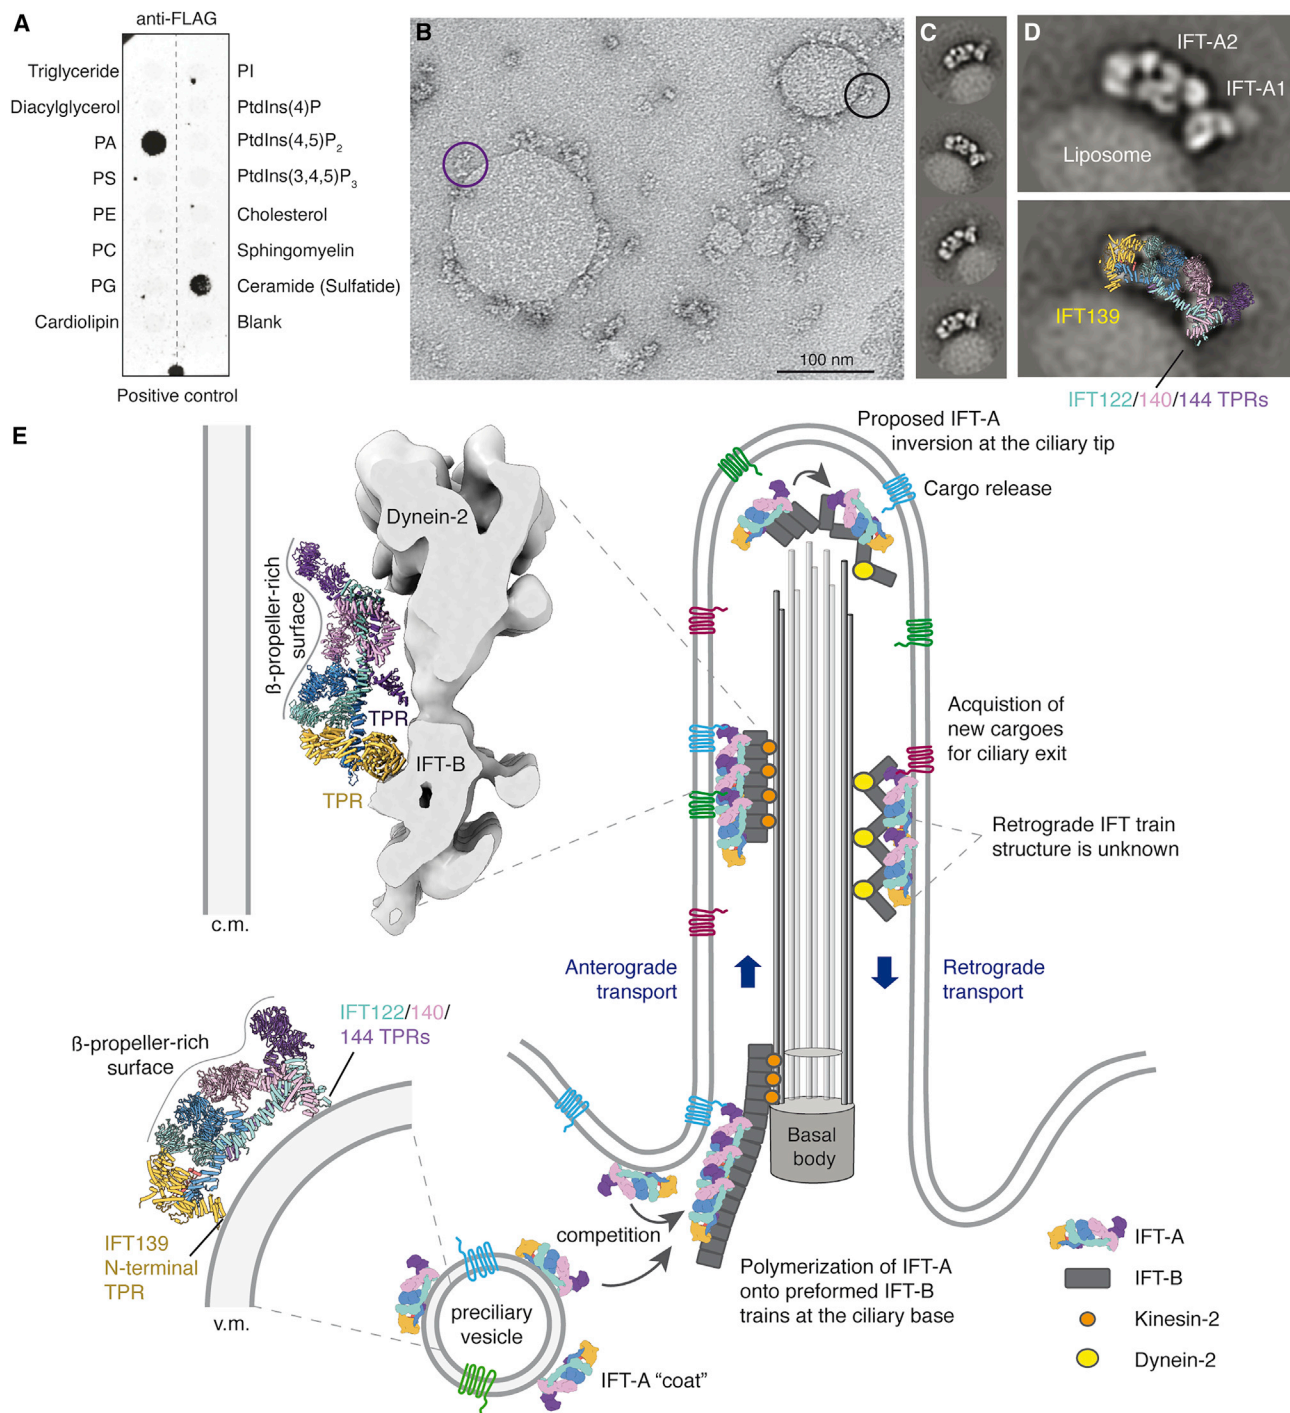 A
anti-FLAG
Triglyceride
Diacylglycerol
PA
PS
PE
PC
PG
Cardiolipin
PI
PtdIns(4)P
PtdIns(4,5)P2
PtdIns(3,4,5)P3
Cholesterol
Sphingomyelin
Ceramide (Sulfatide)
Blank
Positive control
B
100 nm
C
D
IFT-A2
IFT-A1
Liposome
IFT139
IFT122/140/144 TPRs
E
c.m.
ß-propeller-rich
surface
Dynein-2
TPR
IFT-B
TPR
Proposed IFT-A
inversion at the ciliary tip
Cargo release
Acquistion of
new cargoes
for ciliary exit
Retrograde IFT train
structure is unknown
Anterograde
transport
Retrograde
transport
ß-propeller-rich
surface
IFT122/140/
144 TPRs
IFT139
N-terminal
TPR
v.m.
preciliary
vesicle
IFT-A “coat”
competition
Basal
body
Polymerization of IFT-A
onto preformed IFT-B
trains at the ciliary base
IFT-A
IFT-B
Kinesin-2
Dynein-2